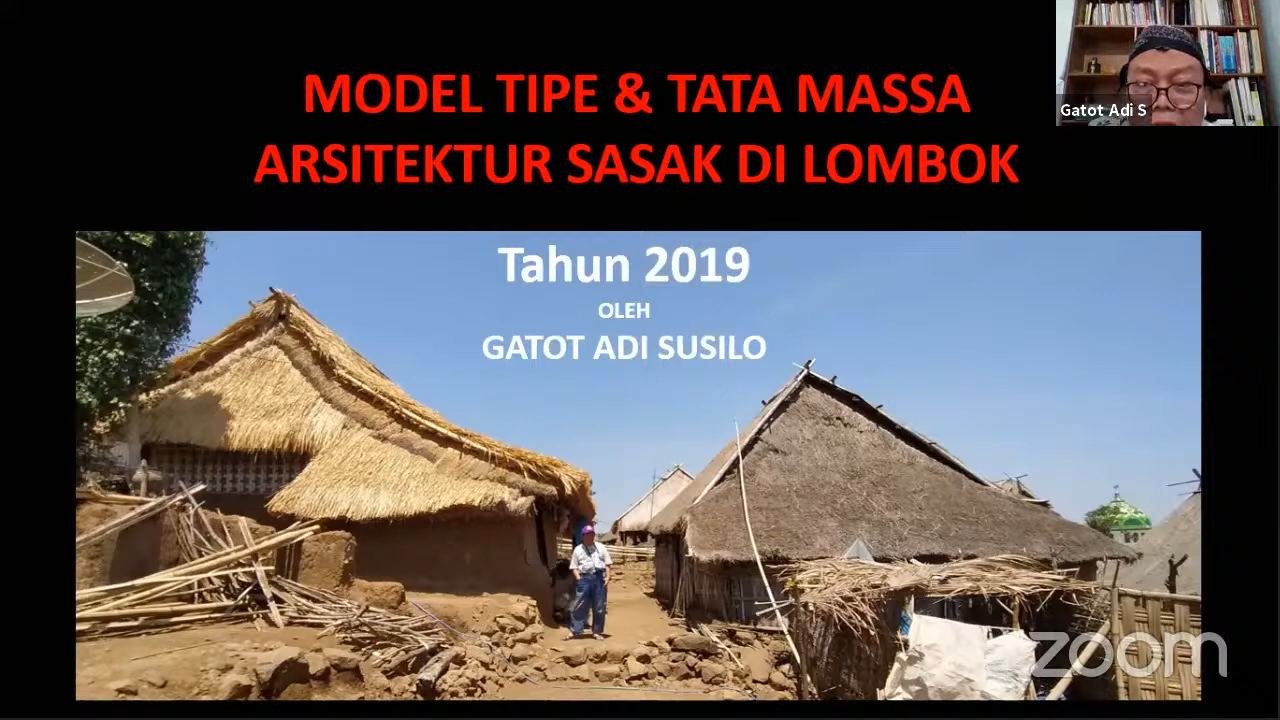 MODEL TIPE & TATA MASSA
ARSITEKTUR SASAK DI LOMBOK
Gatot Adi S
Tahun 2019
OLEH
GATOT ADI SUSILO
zoom